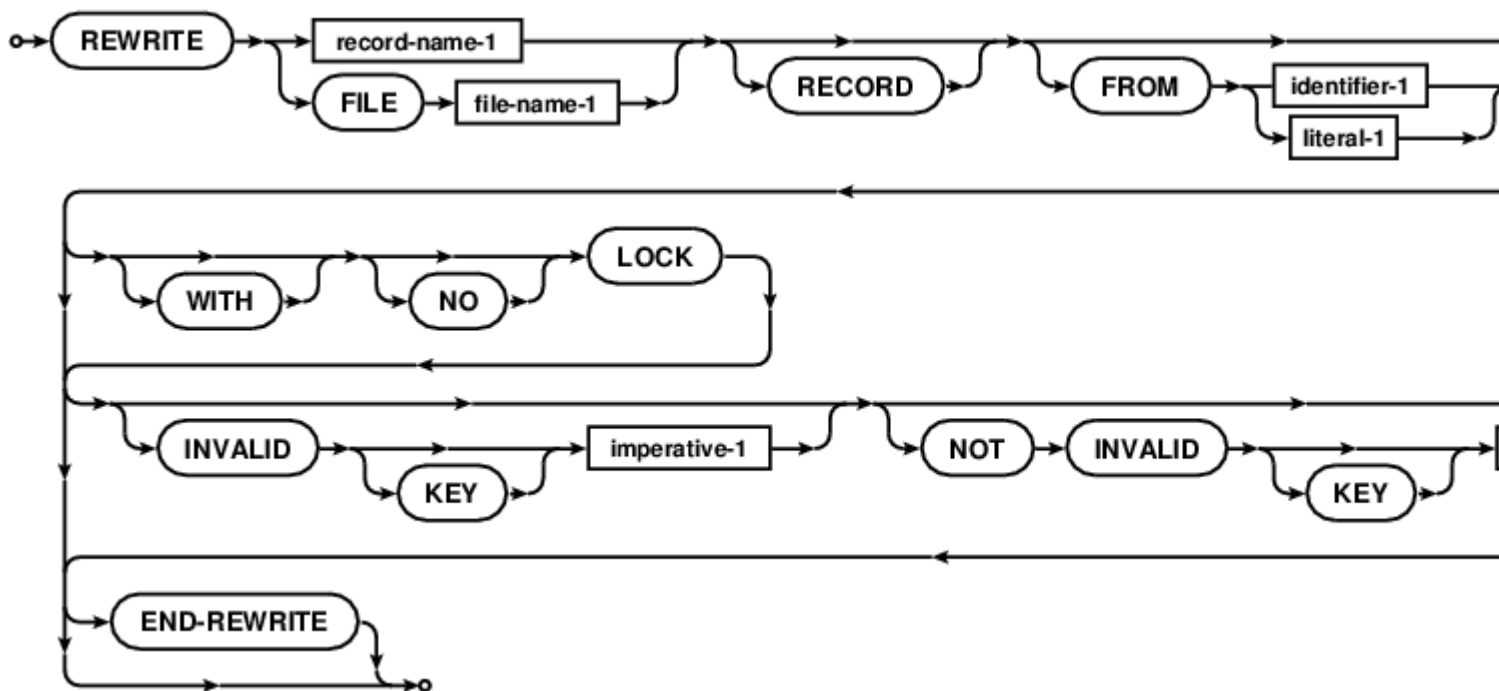 REWRITE record-name-1
FILE file-name-1 RECORD FROM identifier-1
literal-1
WITH NO LOCK
INVALID KEY imperative-1 NOT INVALID KEY
END-REWRITE